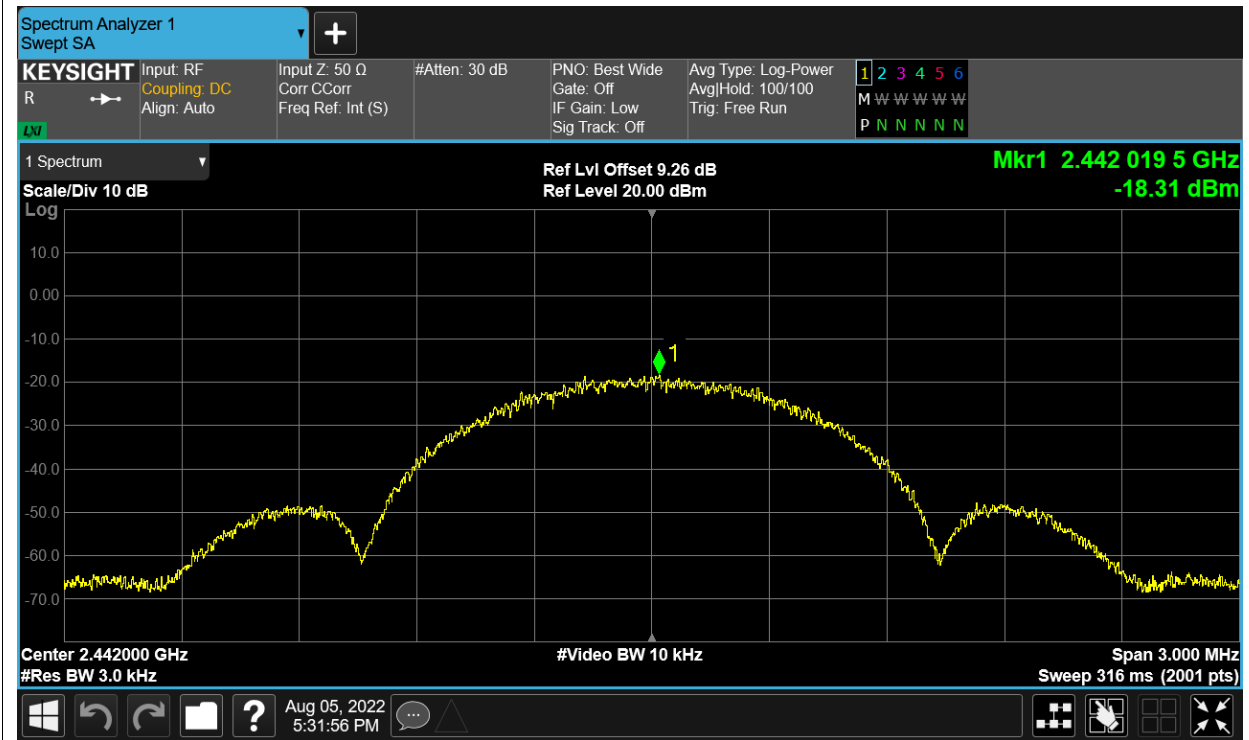 Spectrum Analyzer 1
Swept SA
KEYSIGHT
R
LXI
Input: RF
Coupling: DC
Align: Auto
Input Z: 50 Ω
Corr CCorr
Freq Ref: Int (S)
#Atten: 30 dB
PNO: Best Wide
Gate: Off
IF Gain: Low
Sig Track: Off
Avg Type: Log-Power
Avg|Hold: 100/100
Trig: Free Run
1 2 3 4 5 6
M W W W W W
P N N N N N
1 Spectrum
Scale/Div 10 dB
Ref Lvl Offset 9.26 dB
Ref Level 20.00 dBm
Mkr1 2.442 019 5 GHz
-18.31 dBm
Log
10.0
0.00
-10.0
1
-20.0
-30.0
-40.0
-50.0
-60.0
-70.0
Center 2.442000 GHz
#Video BW 10 kHz
Span 3.000 MHz
#Res BW 3.0 kHz
Sweep 316 ms (2001 pts)
?
Aug 05, 2022
5:31:56 PM